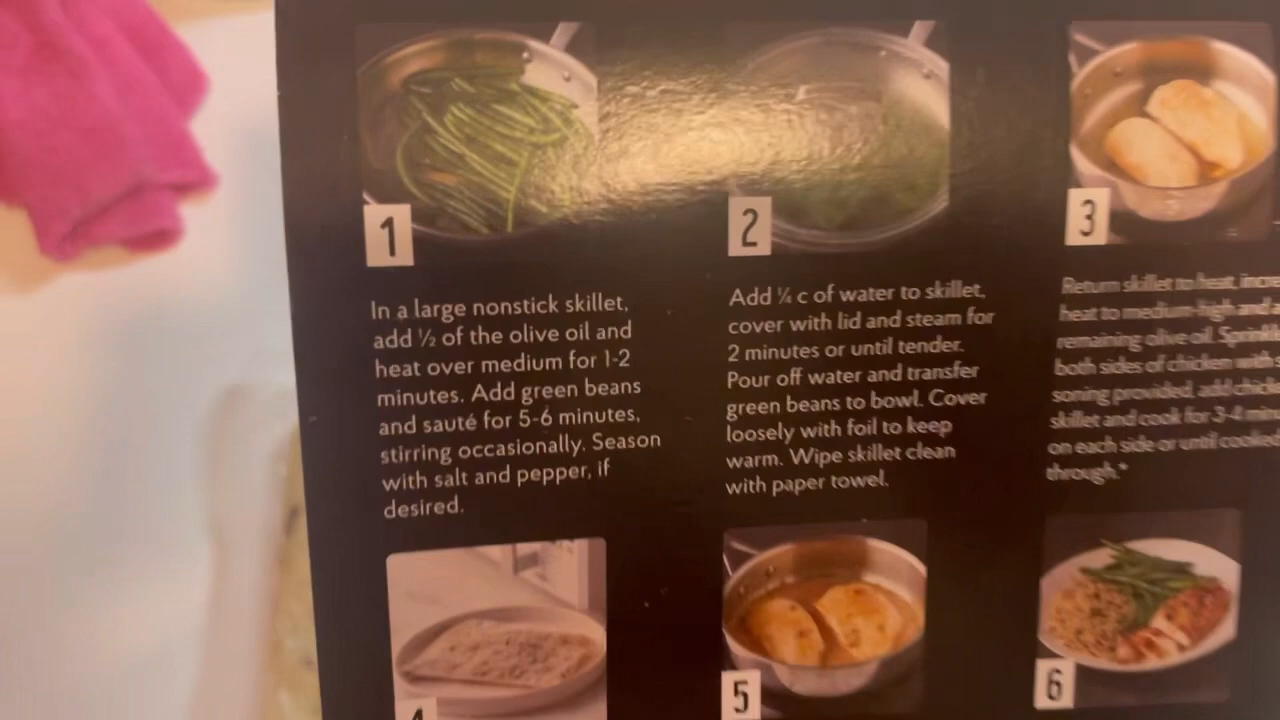 1
In a large nonstick skillet,
add ½ of the olive oil and
heat over medium for 1-2
minutes. Add green beans
and sauté for 5-6 minutes,
stirring occasionally. Season
with salt and pepper, if
desired.
2
Add ¼ c of water to skillet,
cover with lid and steam for
2 minutes or until tender.
Pour off water and transfer
green beans to bowl. Cover
loosely with foil to keep
warm. Wipe skillet clean
with paper towel.
3
Return skillet to heat,
heat to medium-high and
remaining olive oil.
both sides of chicken with
soning provided, add
skillet and cook for 3-4
on each side or until cooked
through.*
4
5
6